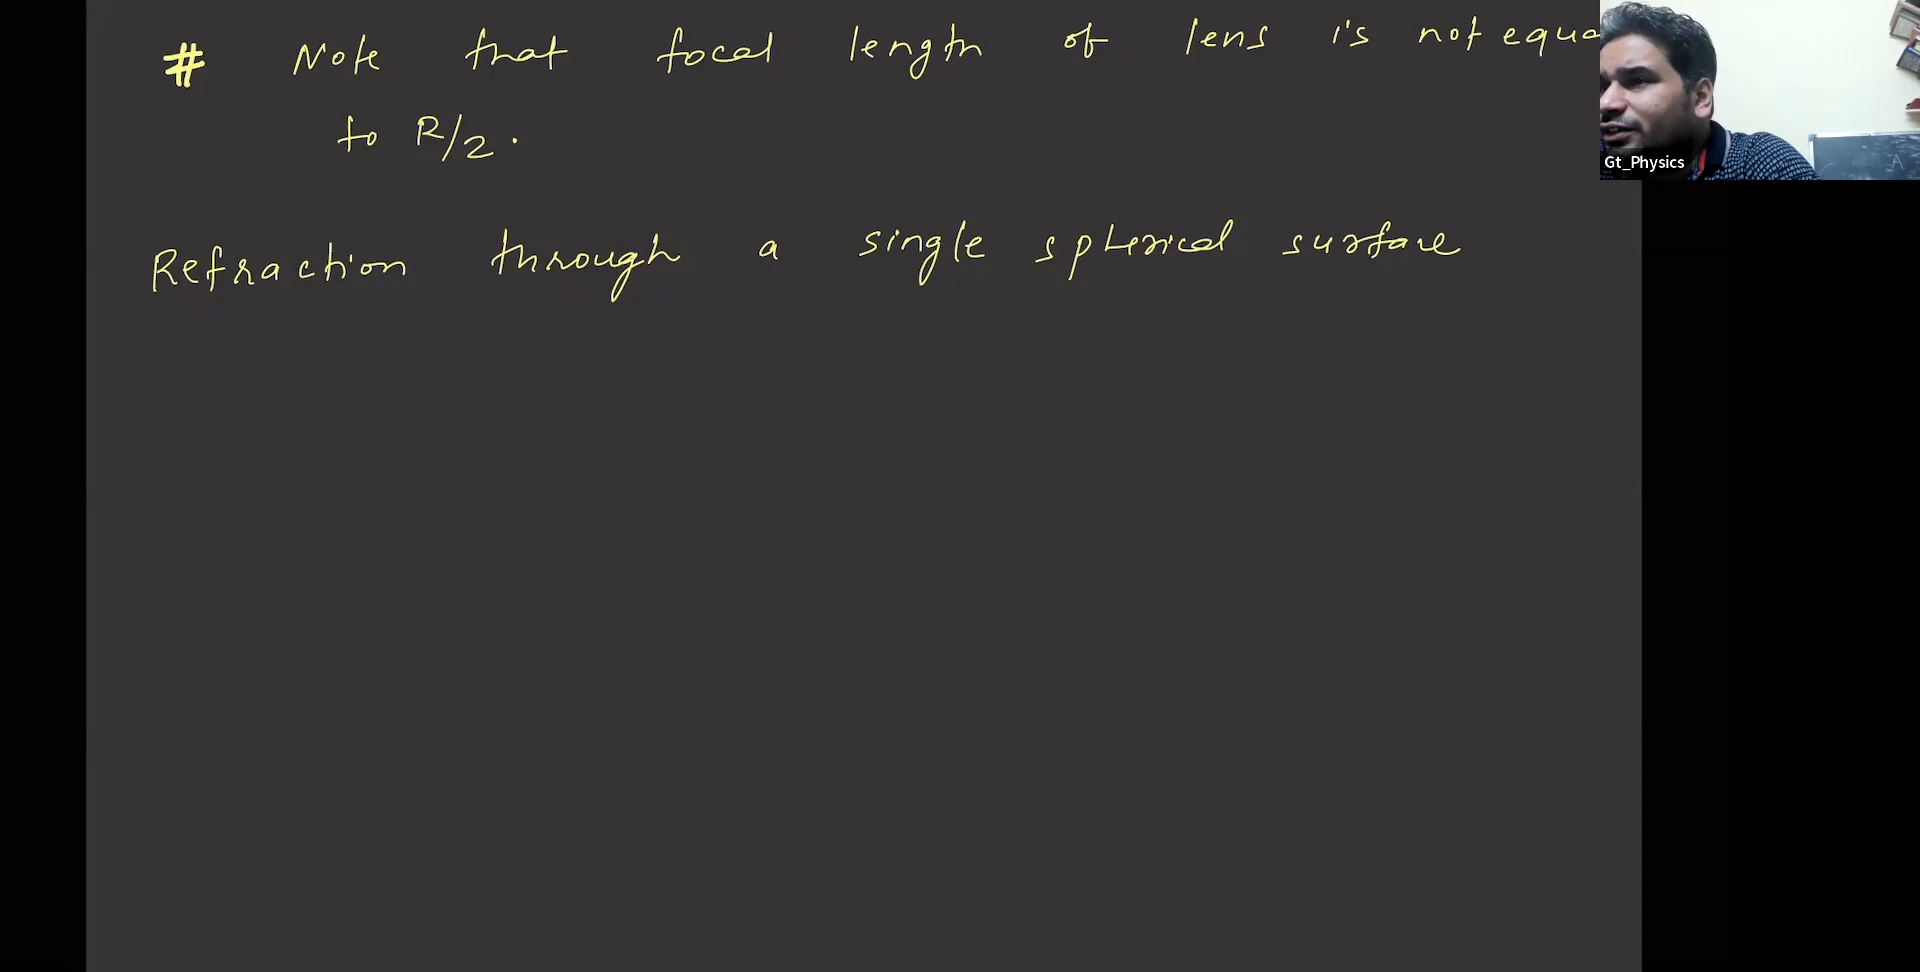 # Note that focal length of lens is not equa
to R/2.
Gt_Physics
Refraction through a single spherical surface